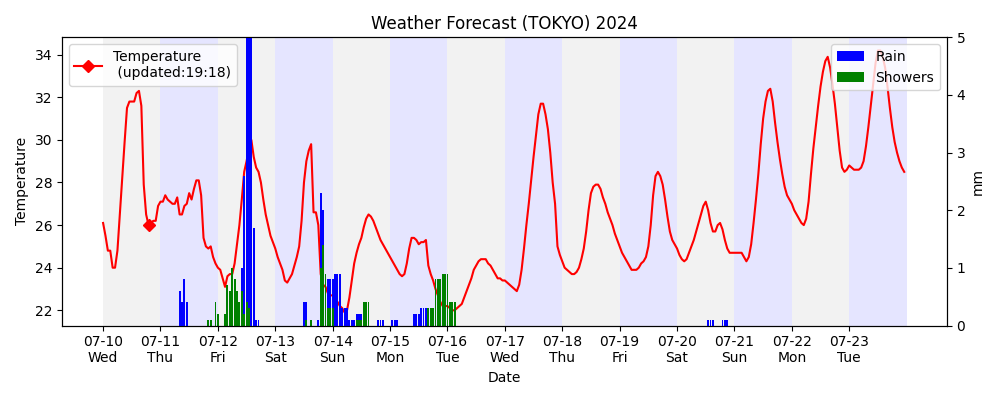 Weather Forecast (TOKYO) 2024
Temperature
(updated:19:18)
Rain
Showers
Temperature
34
32
30
28
26
24
22
5
4
3
2
1
0
mm
07-10 07-11 07-12 07-13 07-14 07-15 07-16 07-17 07-18 07-19 07-20 07-21 07-22 07-23
Wed Thu Fri Sat Sun Mon Tue Wed Thu Fri Sat Sun Mon Tue
Date